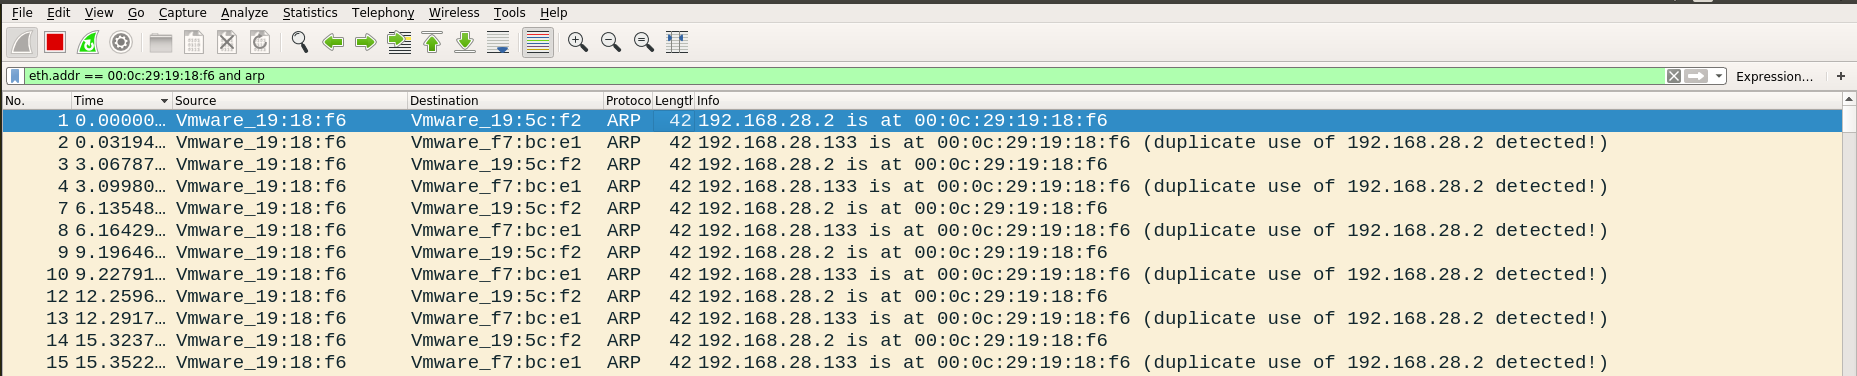 File Edit View Go Capture Analyze Statistics Telephony Wireless Tools Help
eth.addr == 00:0c:29:19:18:f6 and arp Expression… +
No. Time Source Destination Protoco Length Info
1 0.00000… Vmware_19:18:f6 Vmware_19:5c:f2 ARP 42 192.168.28.2 is at 00:0c:29:19:18:f6
2 0.03194… Vmware_19:18:f6 Vmware_f7:bc:e1 ARP 42 192.168.28.133 is at 00:0c:29:19:18:f6 (duplicate use of 192.168.28.2 detected!)
3 3.06787… Vmware_19:18:f6 Vmware_19:5c:f2 ARP 42 192.168.28.2 is at 00:0c:29:19:18:f6
4 3.09980… Vmware_19:18:f6 Vmware_f7:bc:e1 ARP 42 192.168.28.133 is at 00:0c:29:19:18:f6 (duplicate use of 192.168.28.2 detected!)
7 6.13548… Vmware_19:18:f6 Vmware_19:5c:f2 ARP 42 192.168.28.2 is at 00:0c:29:19:18:f6
8 6.16429… Vmware_19:18:f6 Vmware_f7:bc:e1 ARP 42 192.168.28.133 is at 00:0c:29:19:18:f6 (duplicate use of 192.168.28.2 detected!)
9 9.19646… Vmware_19:18:f6 Vmware_19:5c:f2 ARP 42 192.168.28.2 is at 00:0c:29:19:18:f6
10 9.22791… Vmware_19:18:f6 Vmware_f7:bc:e1 ARP 42 192.168.28.133 is at 00:0c:29:19:18:f6 (duplicate use of 192.168.28.2 detected!)
12 12.2596… Vmware_19:18:f6 Vmware_19:5c:f2 ARP 42 192.168.28.2 is at 00:0c:29:19:18:f6
13 12.2917… Vmware_19:18:f6 Vmware_f7:bc:e1 ARP 42 192.168.28.133 is at 00:0c:29:19:18:f6 (duplicate use of 192.168.28.2 detected!)
14 15.3237… Vmware_19:18:f6 Vmware_19:5c:f2 ARP 42 192.168.28.2 is at 00:0c:29:19:18:f6
15 15.3522… Vmware_19:18:f6 Vmware_f7:bc:e1 ARP 42 192.168.28.133 is at 00:0c:29:19:18:f6 (duplicate use of 192.168.28.2 detected!)